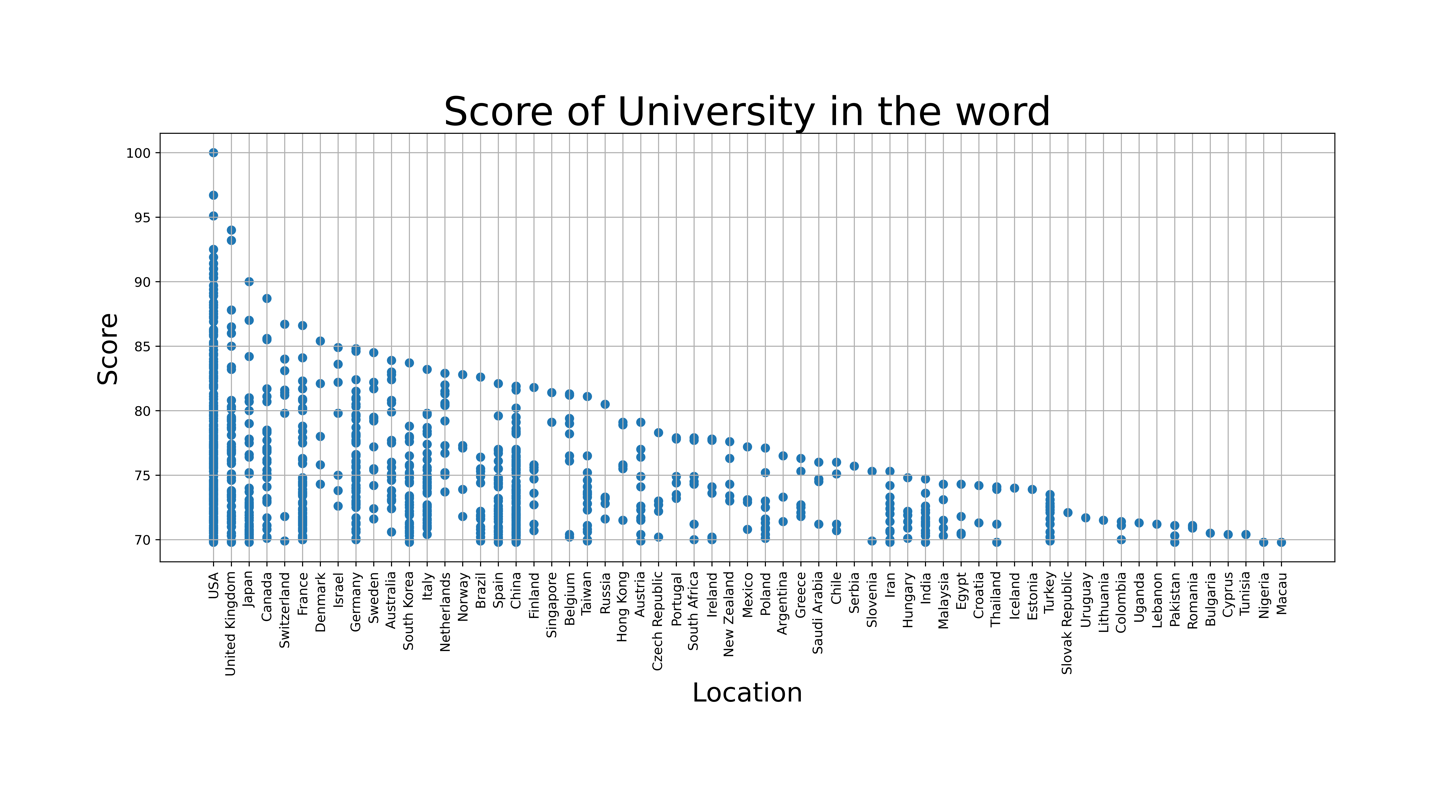 Score of University in the word
100
95
90
85
80
75
70
Score
USA
United Kingdom
Japan
Canada
Switzerland
France
Denmark
Israel
Germany
Sweden
Australia
South Korea
Italy
Netherlands
Norway
Brazil
Spain
China
Finland
Singapore
Belgium
Taiwan
Russia
Hong Kong
Austria
Czech Republic
Portugal
South Africa
Ireland
New Zealand
Mexico
Poland
Argentina
Greece
Saudi Arabia
Chile
Serbia
Slovenia
Iran
Hungary
India
Malaysia
Egypt
Croatia
Thailand
Iceland
Estonia
Turkey
Slovak Republic
Uruguay
Lithuania
Colombia
Uganda
Lebanon
Pakistan
Romania
Bulgaria
Cyprus
Tunisia
Nigeria
Macau
Location